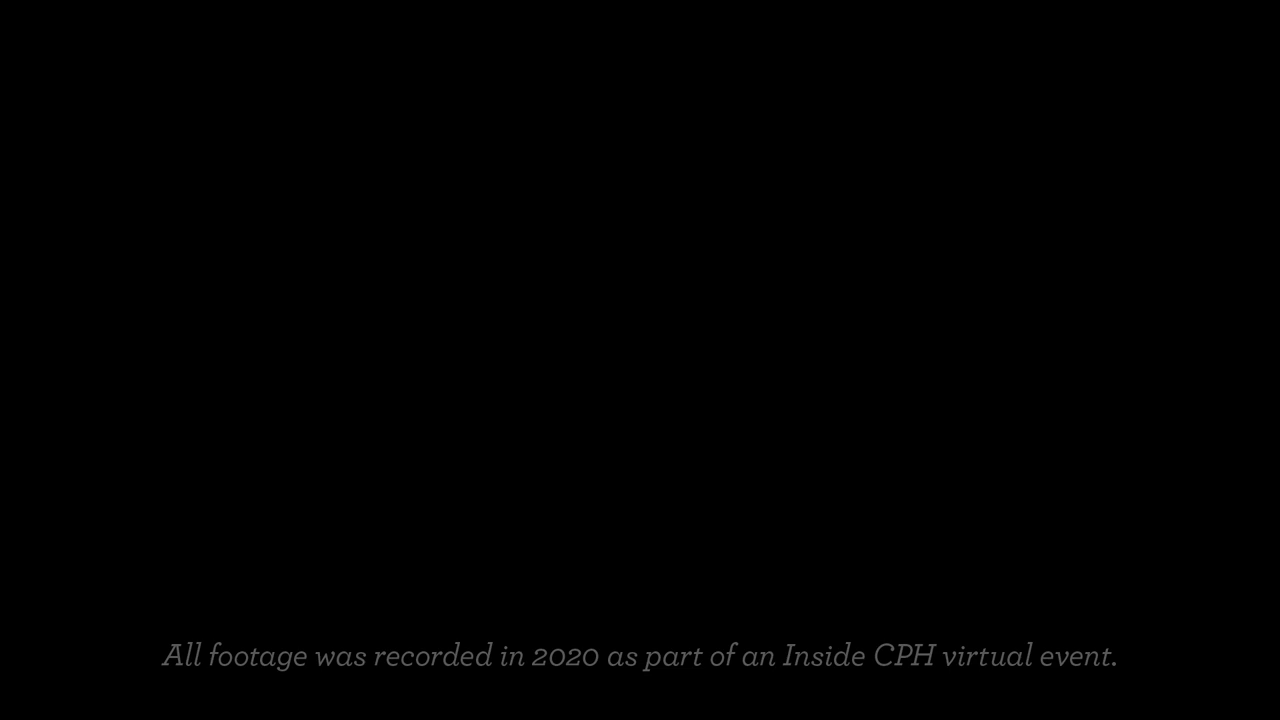 All footage was recorded in 2020 as part of an Inside CPH virtual event.